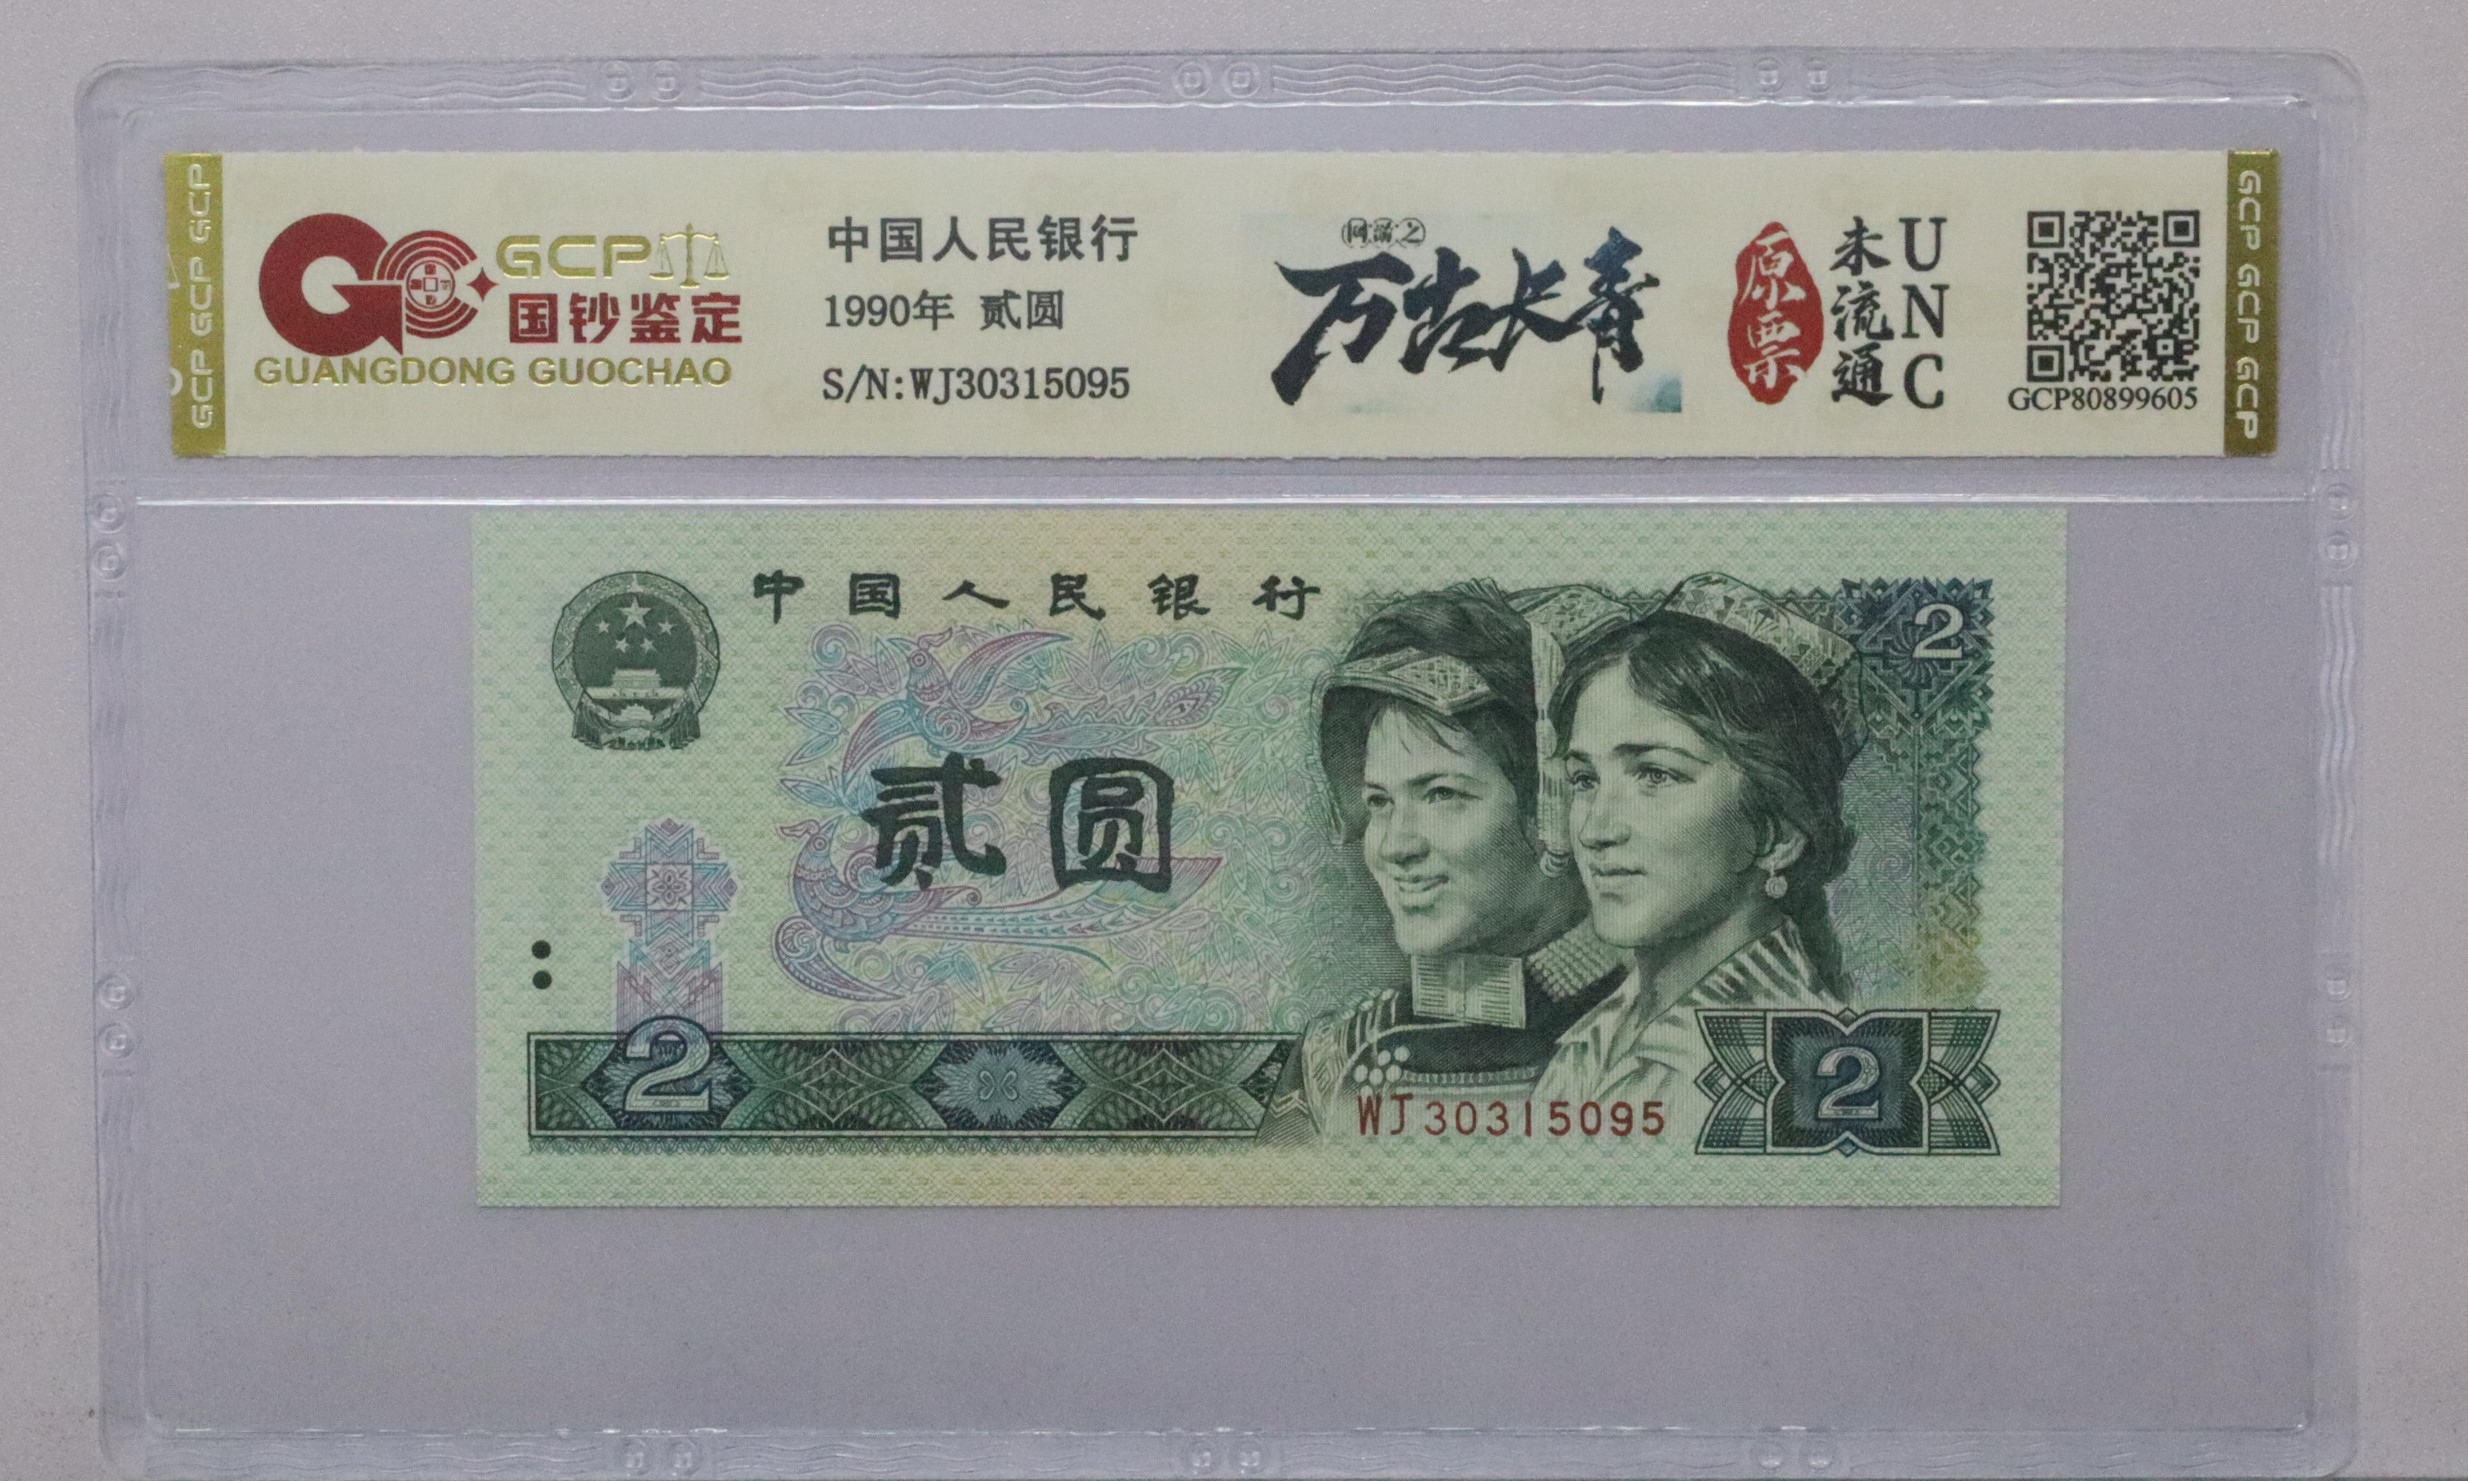 GCP GCP GCP
GCP
国钞鉴定
GUANGDONG GUOCHAO
中国人民银行
1990年 贰圆
S/N:WJ30315095
万古长青
原票
未流通
UNC
GCP80899605
GCP GCP GCP
中国人民银行
2
贰圆
2
WJ30315095
2